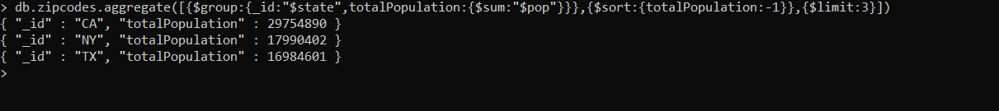 > db.zipcodes.aggregate([{$group:{_id:"$state",totalPopulation:{$sum:"$pop"}}},{$sort:{totalPopulation:-1}},{$limit:3}])
{ "_id" : "CA", "totalPopulation" : 29754890 }
{ "_id" : "NY", "totalPopulation" : 17990402 }
{ "_id" : "TX", "totalPopulation" : 16984601 }
>